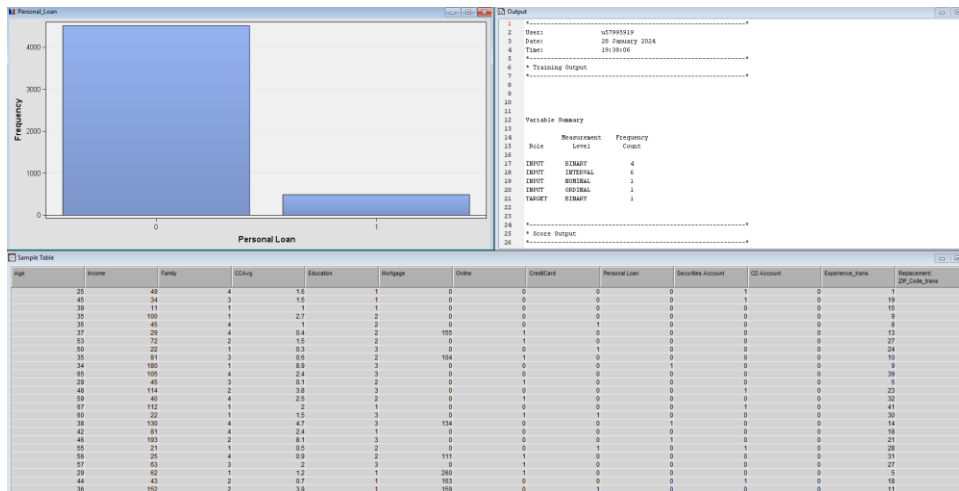 Personal_Loan
4000
3000
2000
1000
0
Frequency
0 1
Personal Loan
Output
1 *------------------------------------------------------------*
2 User: u57995919
3 Date: 20 January 2024
4 Time: 19:38:06
5 *------------------------------------------------------------*
6 * Training Output
7 *------------------------------------------------------------*
8
9
10
11
12 Variable Summary
13
14 Measurement Frequency
15 Role Level Count
16
17 INPUT BINARY 4
18 INPUT INTERVAL 6
19 INPUT NOMINAL 1
20 INPUT ORDINAL 1
21 TARGET BINARY 1
22
23
24 *------------------------------------------------------------*
25 * Score Output
26 *------------------------------------------------------------*
Sample Table
Age Income Family CCAvg Education Mortgage Online CreditCard Personal Loan Securities Account CD Account Experience_trans Replacement: ZIP_Code_trans
25 49 4 1.6 1 0 0 0 0 1 0 1
45 34 3 1.5 1 0 0 0 0 1 0 19
39 11 1 1 1 0 0 0 0 0 0 15
35 100 1 2.7 2 0 0 0 0 0 0 9
35 45 4 1 2 0 0 1 0 0 0 8
37 29 4 0.4 2 155 1 0 0 0 0 13
53 72 2 1.5 2 0 1 0 0 0 0 27
50 22 1 0.3 3 0 0 1 0 0 0 24
35 81 3 0.6 2 104 1 0 0 0 0 10
34 180 1 8.9 3 0 0 0 1 0 0 9
65 105 4 2.4 3 0 0 0 0 0 0 39
29 45 3 0.1 2 0 1 0 0 0 0 5
48 114 2 3.8 3 0 0 0 0 1 0 23
59 40 4 2.5 2 0 1 0 0 0 0 32
67 112 1 2 1 0 0 0 0 1 0 41
60 22 1 1.5 3 0 1 1 0 0 0 30
38 130 4 4.7 3 134 0 0 1 0 0 14
42 81 4 2.4 1 0 0 0 0 0 0 18
46 193 2 8.1 3 0 0 0 1 0 0 21
55 21 1 0.5 2 0 0 1 0 1 0 28
56 25 4 0.9 2 111 1 0 0 0 0 31
57 63 3 2 3 0 1 0 0 0 0 27
29 62 1 1.2 1 260 1 0 0 0 0 5
44 43 2 0.7 1 163 0 0 0 1 0 18
36 152 2 3.9 1 159 0 1 0 0 0 11